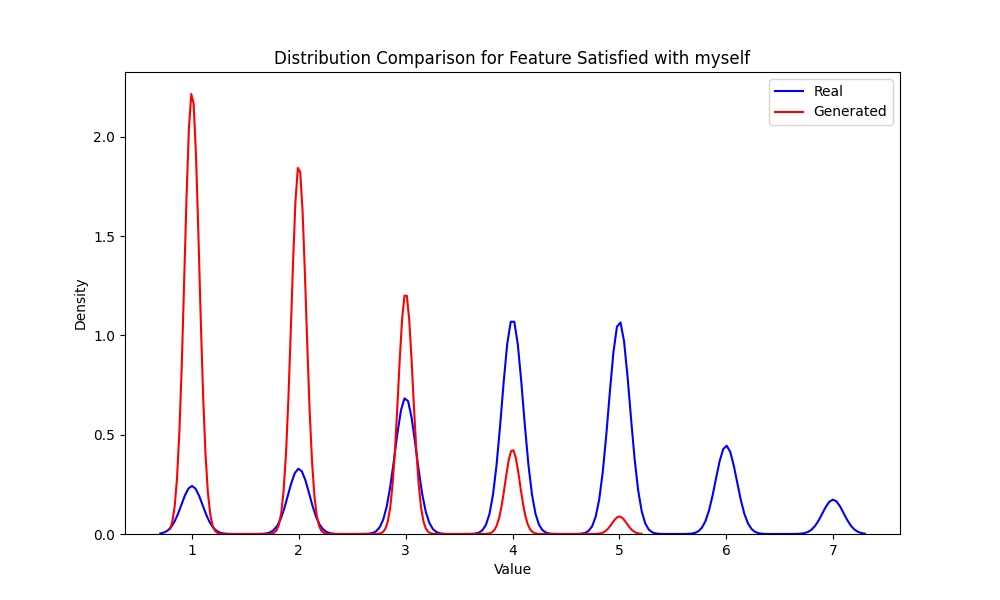 Distribution Comparison for Feature Satisfied with myself
Real
Generated
Density
2.0
1.5
1.0
0.5
0.0
1 2 3 4 5 6 7
Value